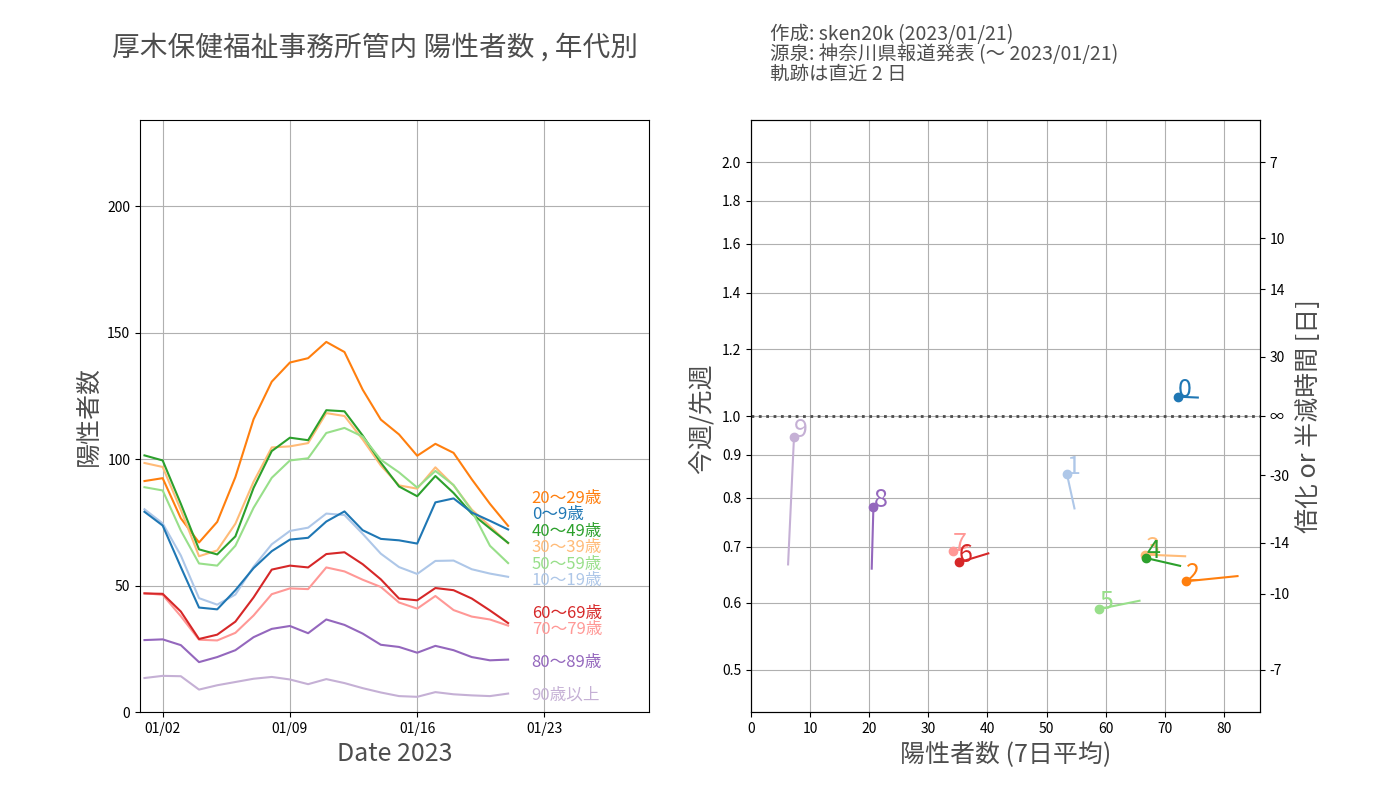 厚木保健福祉事務所管内 陽性者数 , 年代別
作成: sken20k (2023/01/21)
源泉: 神奈川県報道発表 (～ 2023/01/21)
軌跡は直近 2 日
陽性者数
200
150
100
50
0
01/02
01/09
01/16
01/23
Date 2023
20～29歳
0～9歳
40～49歳
30～39歳
50～59歳
10～19歳
60～69歳
70～79歳
80～89歳
90歳以上
今週/先週
2.0
1.8
1.6
1.4
1.2
1.0
0.9
0.8
0.7
0.6
0.5
0
10
20
30
40
50
60
70
80
陽性者数 (7日平均)
7
10
14
30
∞
-30
-14
-10
-7
倍化 or 半減時間 [日]
0
9
1
8
7
6
3
4
2
5